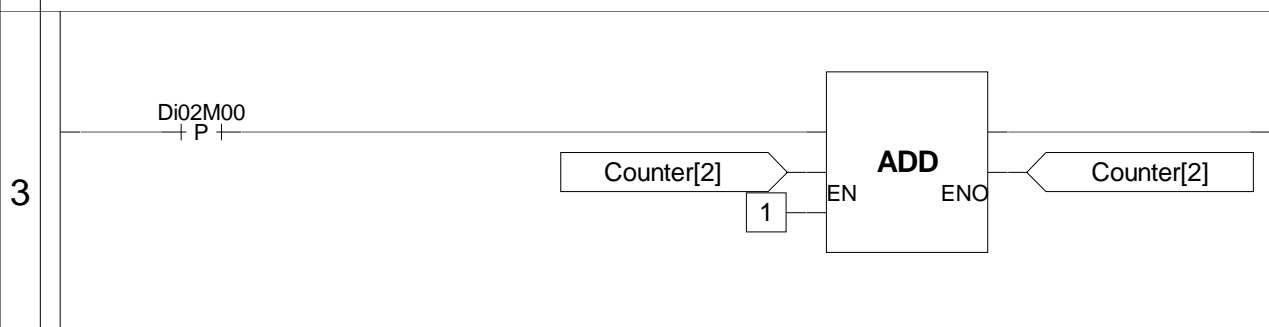 Di02M00
P
ADD
Counter[2]
Counter[2]
3
EN
ENO
1